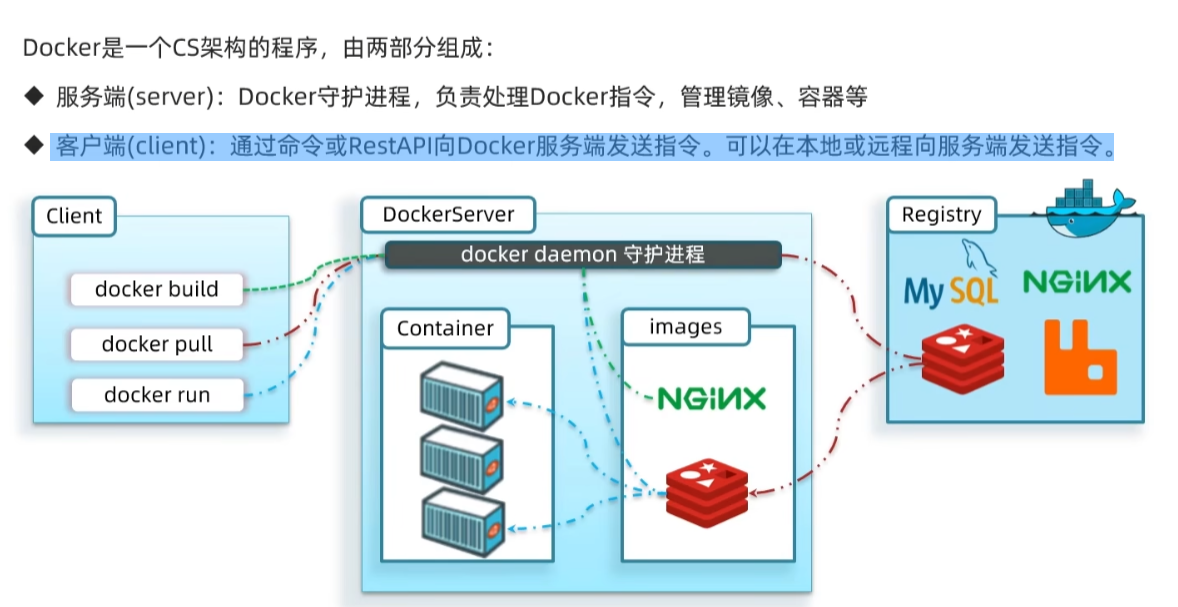 Docker是一个CS架构的程序，由两部分组成：
◆ 服务端(server)：Docker守护进程，负责处理Docker指令，管理镜像、容器等
◆ 客户端(client)：通过命令或RestAPI向Docker服务端发送指令。可以在本地或远程向服务端发送指令。
Client
docker build
docker pull
docker run
DockerServer
docker daemon 守护进程
Container
images
NGiNX
Registry
MySQL
NGiNX